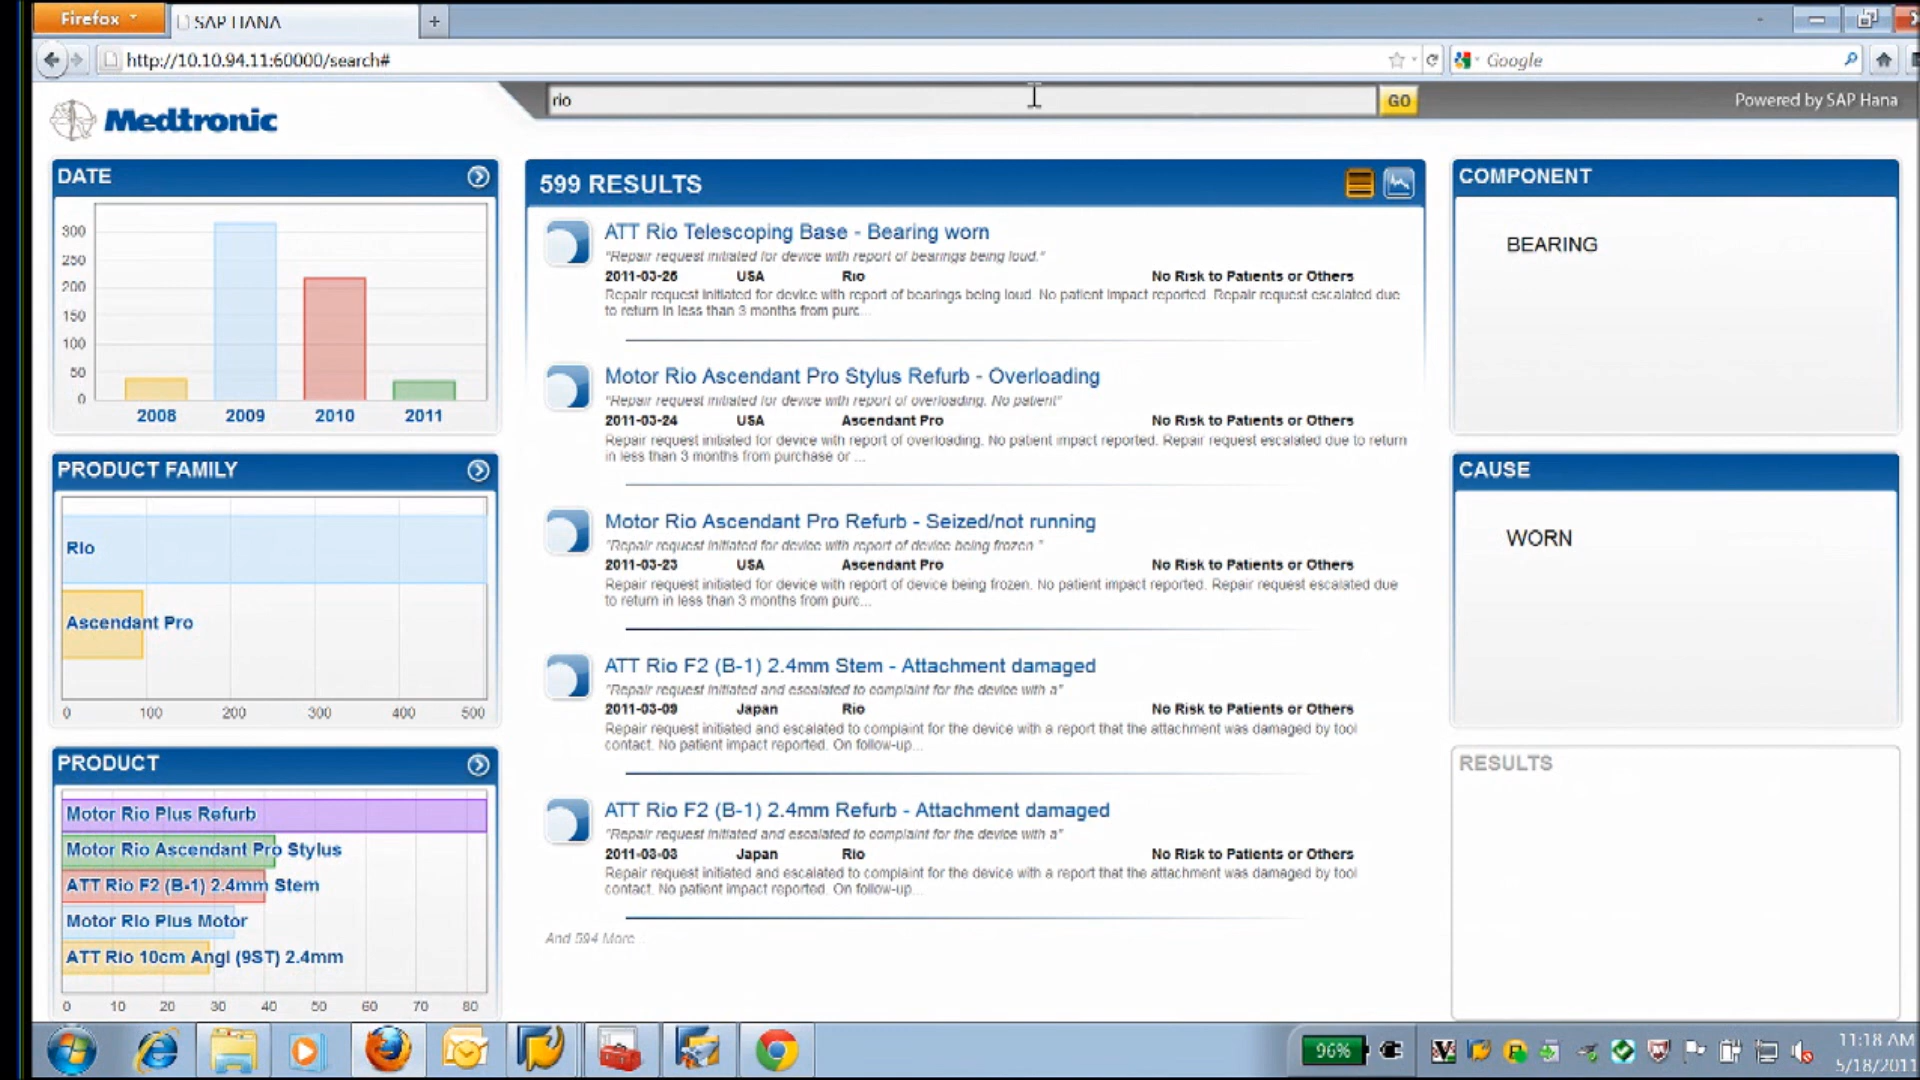 Firefox
SAP HANA
http://10.10.94.11:60000/search#
Google
Medtronic
rio
GO
Powered by SAP Hana
DATE
300
250
200
150
100
50
0
2008 2009 2010 2011
PRODUCT FAMILY
Rio
Ascendant Pro
0 100 200 300 400 500
PRODUCT
Motor Rio Plus Refurb
Motor Rio Ascendant Pro Stylus
ATT Rio F2 (B-1) 2.4mm Stem
Motor Rio Plus Motor
ATT Rio 10cm Angl (9ST) 2.4mm
0 10 20 30 40 50 60 70 80
599 RESULTS
ATT Rio Telescoping Base - Bearing worn
"Repair request initiated for device with report of bearings being loud."
2011-03-26 USA Rio No Risk to Patients or Others
Repair request initiated for device with report of bearings being loud. No patient impact reported. Repair request escalated due
to return in less than 3 months from purc...
Motor Rio Ascendant Pro Stylus Refurb - Overloading
"Repair request initiated for device with report of overloading. No patient"
2011-03-24 USA Ascendant Pro No Risk to Patients or Others
Repair request initiated for device with report of overloading. No patient impact reported. Repair request escalated due to return
in less than 3 months from purchase or ...
Motor Rio Ascendant Pro Refurb - Seized/not running
"Repair request initiated for device with report of device being frozen "
2011-03-23 USA Ascendant Pro No Risk to Patients or Others
Repair request initiated for device with report of device being frozen. No patient impact reported. Repair request escalated due
to return in less than 3 months from purc...
ATT Rio F2 (B-1) 2.4mm Stem - Attachment damaged
"Repair request initiated and escalated to complaint for the device with a"
2011-03-09 Japan Rio No Risk to Patients or Others
Repair request initiated and escalated to complaint for the device with a report that the attachment was damaged by tool
contact. No patient impact reported. On follow-up...
ATT Rio F2 (B-1) 2.4mm Refurb - Attachment damaged
"Repair request initiated and escalated to complaint for the device with a"
2011-03-03 Japan Rio No Risk to Patients or Others
Repair request initiated and escalated to complaint for the device with a report that the attachment was damaged by tool
contact. No patient impact reported. On follow-up...
And 594 More...
COMPONENT
BEARING
CAUSE
WORN
RESULTS
96%
11:18 AM
5/18/2011